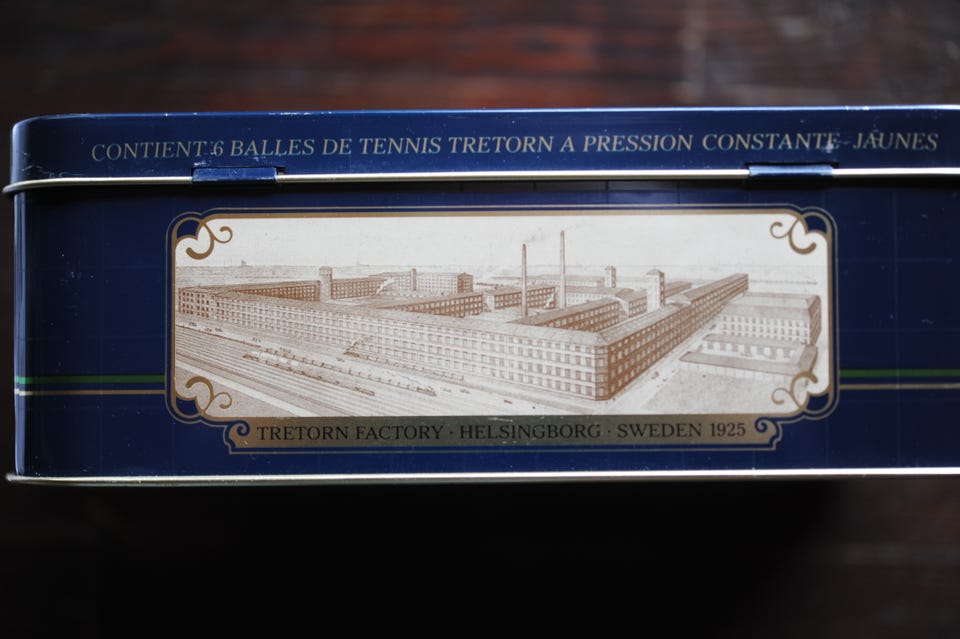 CONTIENT 6 BALLES DE TENNIS TRETORN A PRESSION CONSTANTE - JAUNES
TRETORN FACTORY · HELSINGBORG · SWEDEN 1925